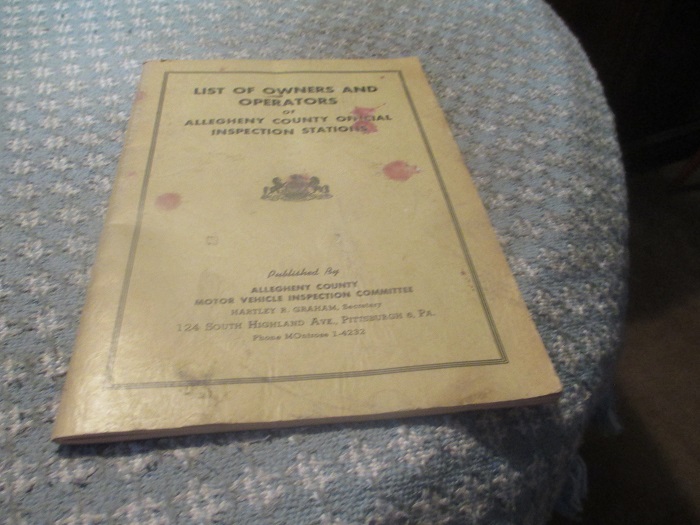 LIST OF OWNERS AND
OPERATORS
OF
ALLEGHENY COUNTY OFFICIAL
INSPECTION STATIONS
Published By
ALLEGHENY COUNTY
MOTOR VEHICLE INSPECTION COMMITTEE
HARTLEY B. GRAHAM, Secretary
124 SOUTH HIGHLAND AVE., PITTSBURGH 6, PA.
Phone MOntrose 1-4232